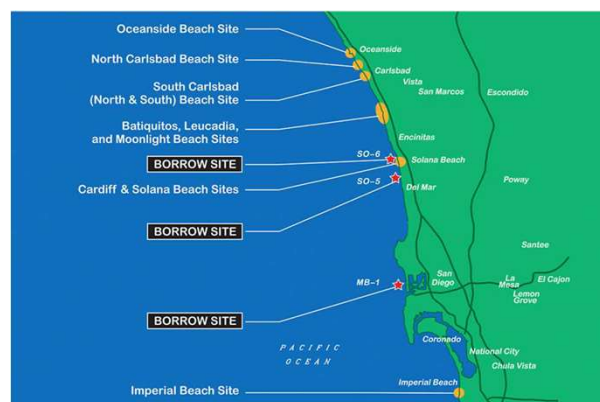 Oceanside Beach Site
North Carlsbad Beach Site
South Carlsbad
(North & South) Beach Site
Batiquitos, Leucadia,
and Moonlight Beach Sites
BORROW SITE
Cardiff & Solana Beach Sites
BORROW SITE
BORROW SITE
Imperial Beach Site
Oceanside
Carlsbad
Vista
San Marcos
Escondido
Encinitas
SO-6
Solana Beach
SO-5
Del Mar
Poway
Santee
MB-1
San
Diego
La
Mesa
El Cajon
Lemon
Grove
Coronado
National City
Chula Vista
PACIFIC
OCEAN
Imperial Beach